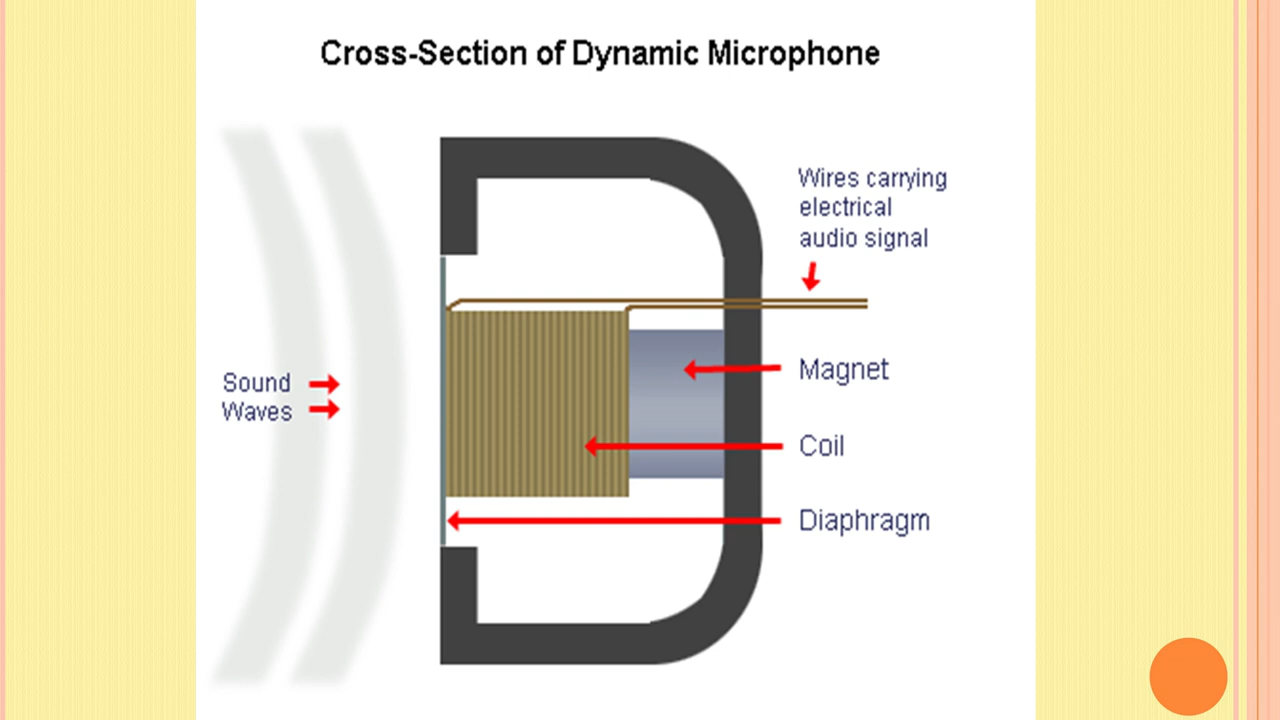 Cross-Section of Dynamic Microphone
Wires carrying
electrical
audio signal
Sound
Waves
Magnet
Coil
Diaphragm